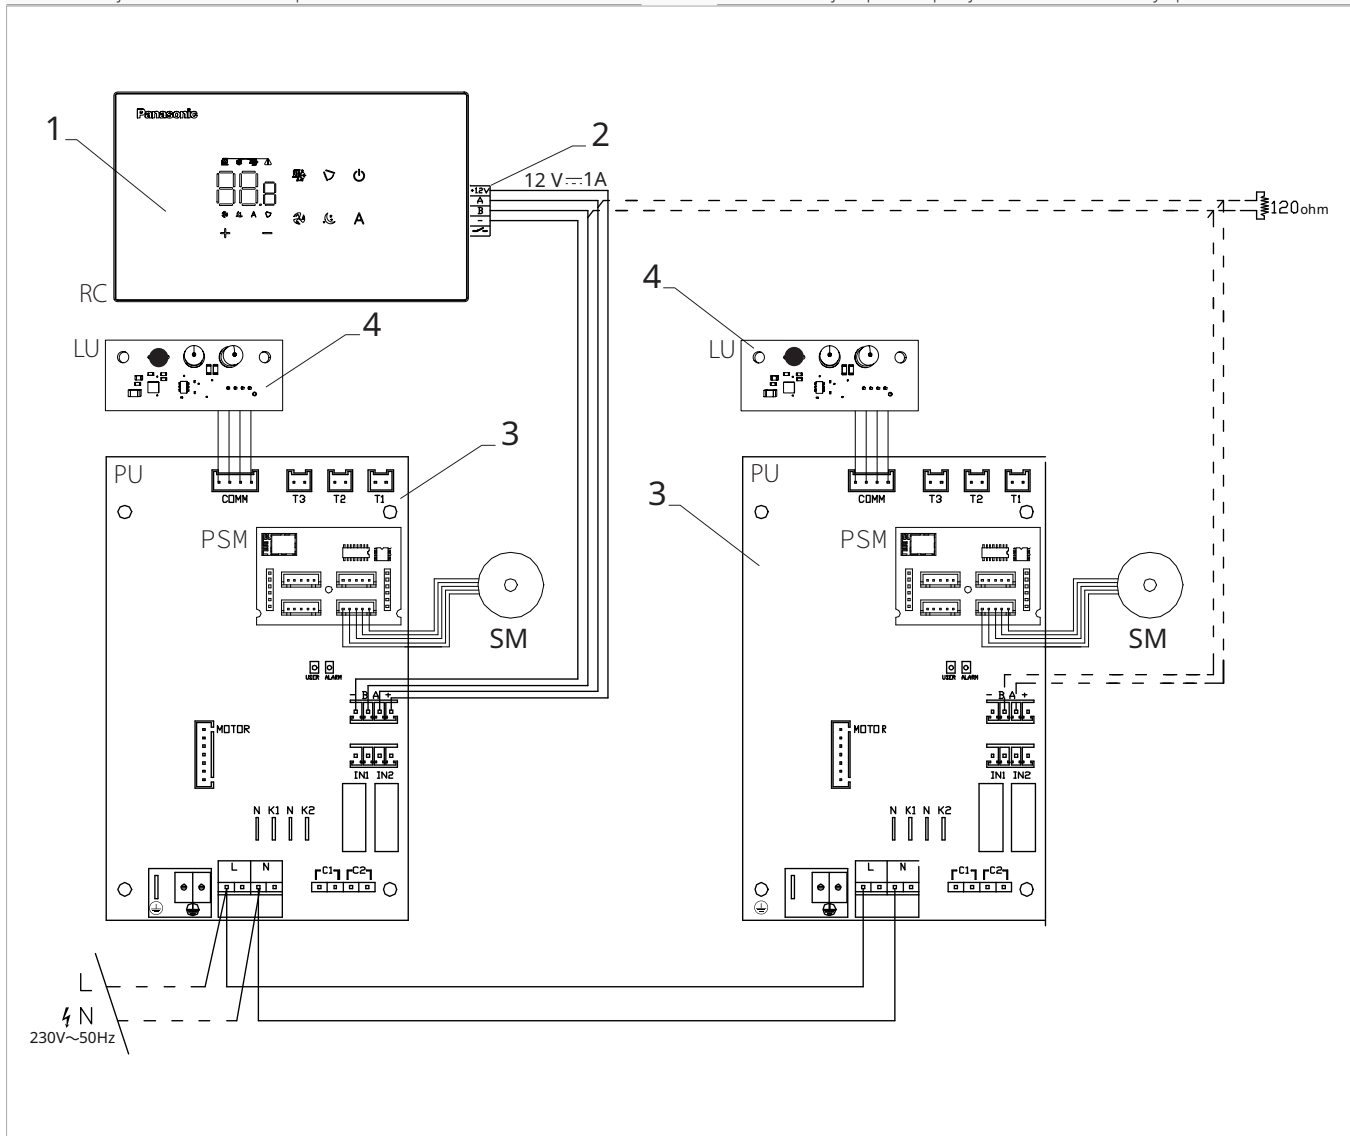 Panasonic
1
2
12 V 1A
+12V
A
B
-
88.8
A
A
+ -
120ohm
RC
4
LU
4
LU
3
PU
COMM
T3 T2 T1
3
PU
COMM
T3 T2 T1
PSM
SM
PSM
SM
USER ALARM
- B A +
USER ALARM
- B A +
MOTOR
IN1 IN2
MOTOR
IN1 IN2
N K1 N K2
N K1 N K2
L N
C1 C2
L N
C1 C2
L
N
230V~50Hz